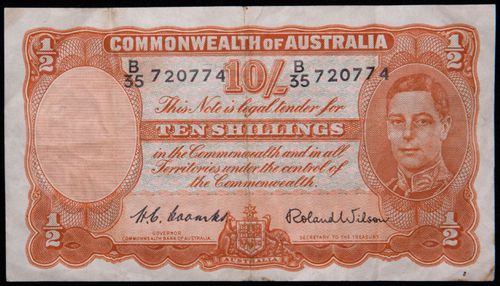 1/2 COMMONWEALTH OF AUSTRALIA 1/2
B/35 720774 10/- B/35 720774
This Note is legal tender for
TEN SHILLINGS
in the Commonwealth and in all
Territories under the control of
the Commonwealth.
H.C. Coombs Roland Wilson
GOVERNOR SECRETARY TO THE TREASURY
COMMONWEALTH BANK OF AUSTRALIA
1/2 AUSTRALIA 1/2